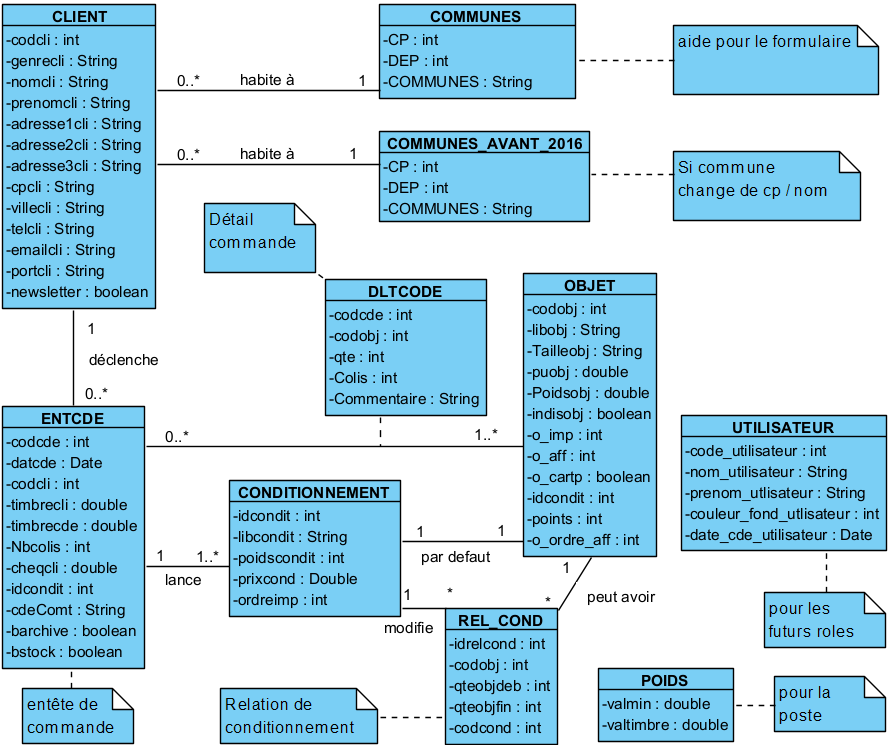 CLIENT
-codcli : int
-genrecli : String
-nomcli : String
-prenomcli : String
-adresse1cli : String
-adresse2cli : String
-adresse3cli : String
-cpcli : String
-villecli : String
-telcli : String
-emailcli : String
-portcli : String
-newsletter : boolean
COMMUNES
-CP : int
-DEP : int
-COMMUNES : String
aide pour le formulaire
0..*
habite à
1
COMMUNES_AVANT_2016
-CP : int
-DEP : int
-COMMUNES : String
Si commune
change de cp / nom
0..*
habite à
1
Détail
commande
DLTCODE
-codcde : int
-codobj : int
-qte : int
-Colis : int
-Commentaire : String
OBJET
-codobj : int
-libobj : String
-Tailleobj : String
-puobj : double
-Poidsobj : double
-indisobj : boolean
-o_imp : int
-o_aff : int
-o_cartp : boolean
-idcondit : int
-points : int
-o_ordre_aff : int
1
déclenche
0..*
ENTCDE
-codcde : int
-datcde : Date
-codcli : int
-timbrecli : double
-timbrecde : double
-Nbcolis : int
-cheqcli : double
-idcondit : int
-cdeComt : String
-barchive : boolean
-bstock : boolean
0..*
1..*
UTILISATEUR
-code_utilisateur : int
-nom_utilisateur : String
-prenom_utlisateur : String
-couleur_fond_utlisateur : int
-date_cde_utilisateur : Date
CONDITIONNEMENT
-idcondit : int
-libcondit : String
-poidscondit : int
-prixcond : Double
-ordreimp : int
1
1..*
lance
1
1
par defaut
1
*
modifie
1
*
peut avoir
pour les
futurs roles
REL_COND
-idrelcond : int
-codobj : int
-qteobjdeb : int
-qteobjfin : int
-codcond : int
entête de
commande
Relation de
conditionnement
POIDS
-valmin : double
-valtimbre : double
pour la
poste